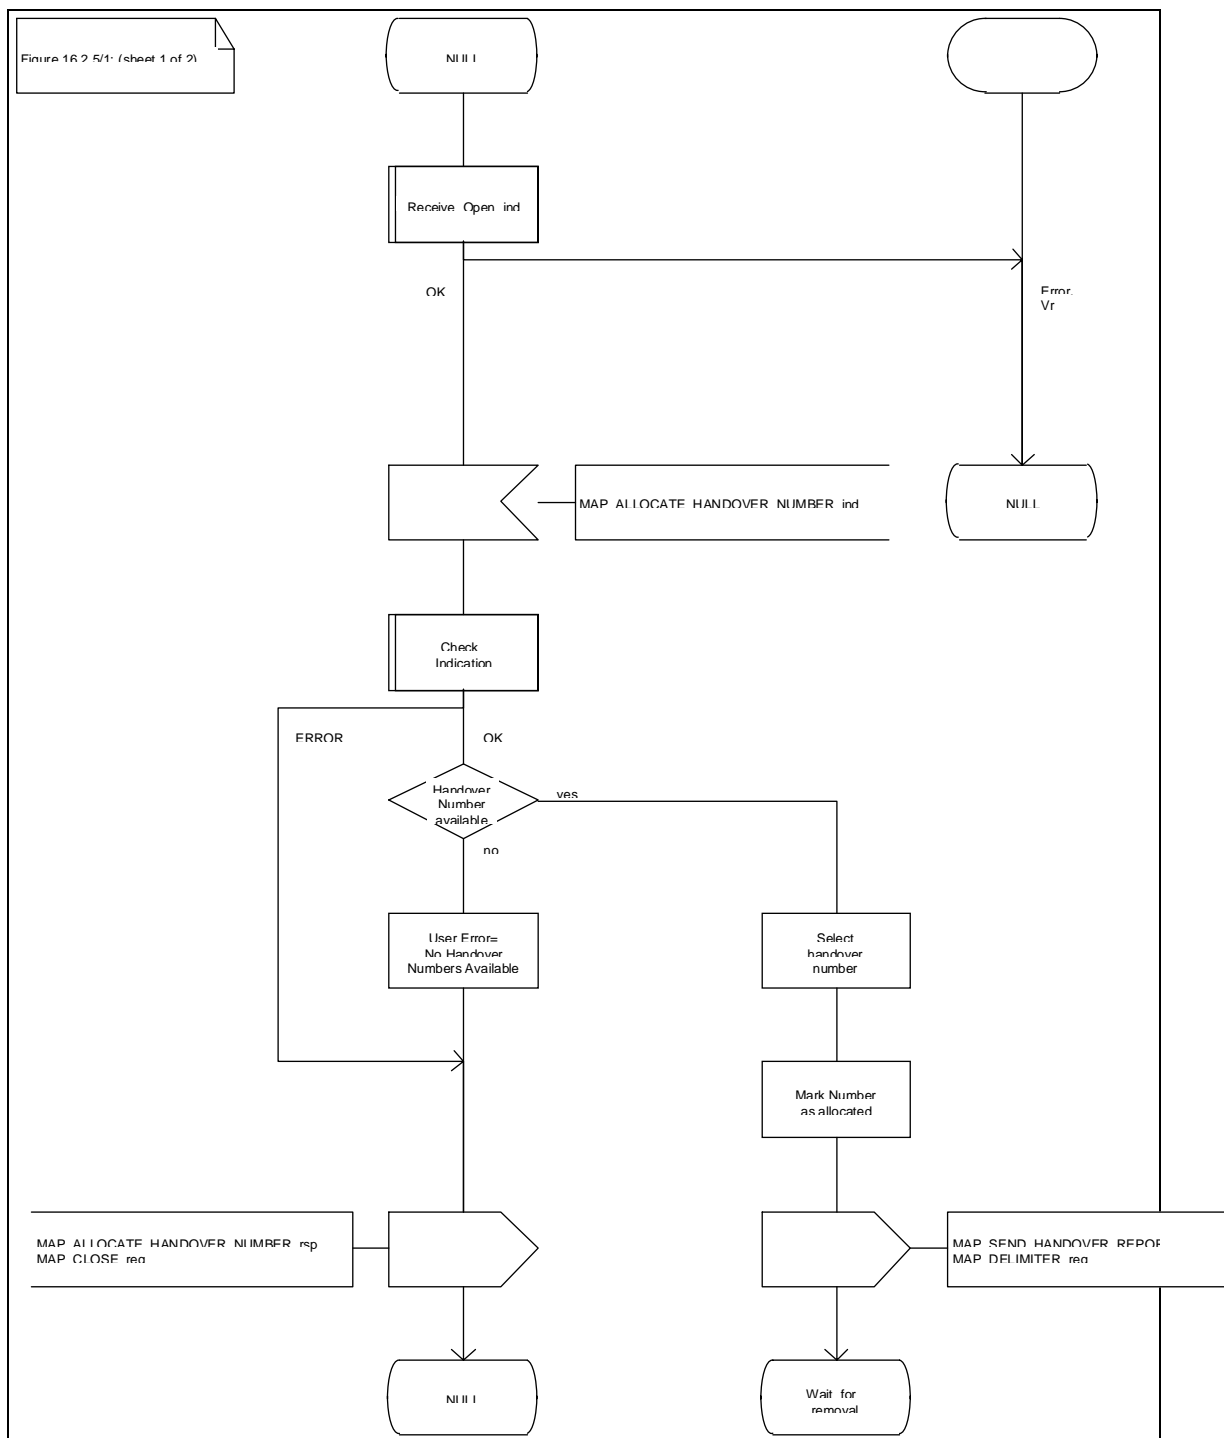 Figure 16.2.5/1: (sheet 1 of 2)
NULL
Receive_Open_ind
OK
Error,
Vr
MAP_ALLOCATE_HANDOVER_NUMBER_ind
NULL
Check_
Indication
ERROR
OK
Handover
Number
available
yes
no
User Error=
No Handover
Numbers Available
Select
handover
number
Mark Number
as allocated
MAP_ALLOCATE_HANDOVER_NUMBER_rsp
MAP_CLOSE_req
MAP_SEND_HANDOVER_REPOR
MAP_DELIMITER_req
NULL
Wait_for_
removal